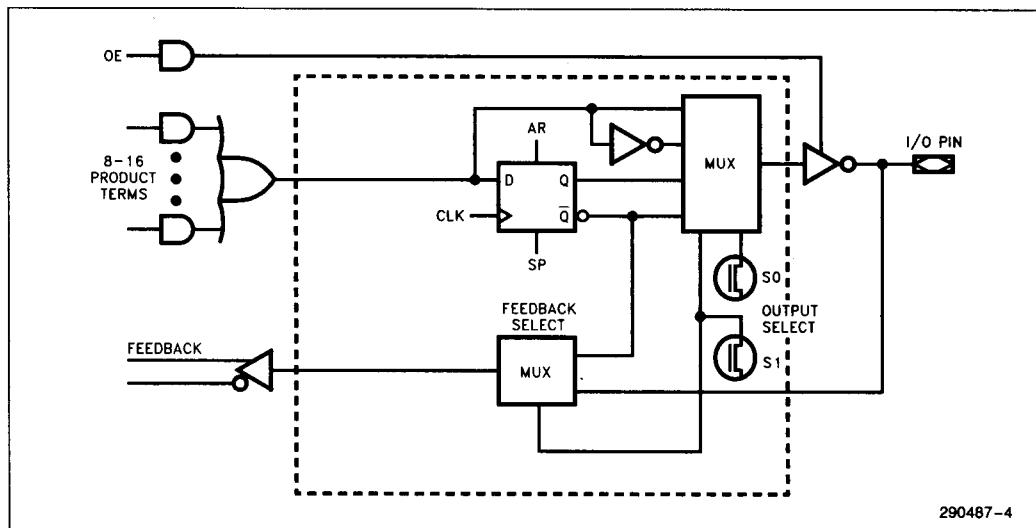 OE
8-16
PRODUCT
TERMS
AR
D
Q
CLK
Q̅
SP
MUX
I/O PIN
S0
OUTPUT
SELECT
S1
FEEDBACK
SELECT
MUX
FEEDBACK
290487-4